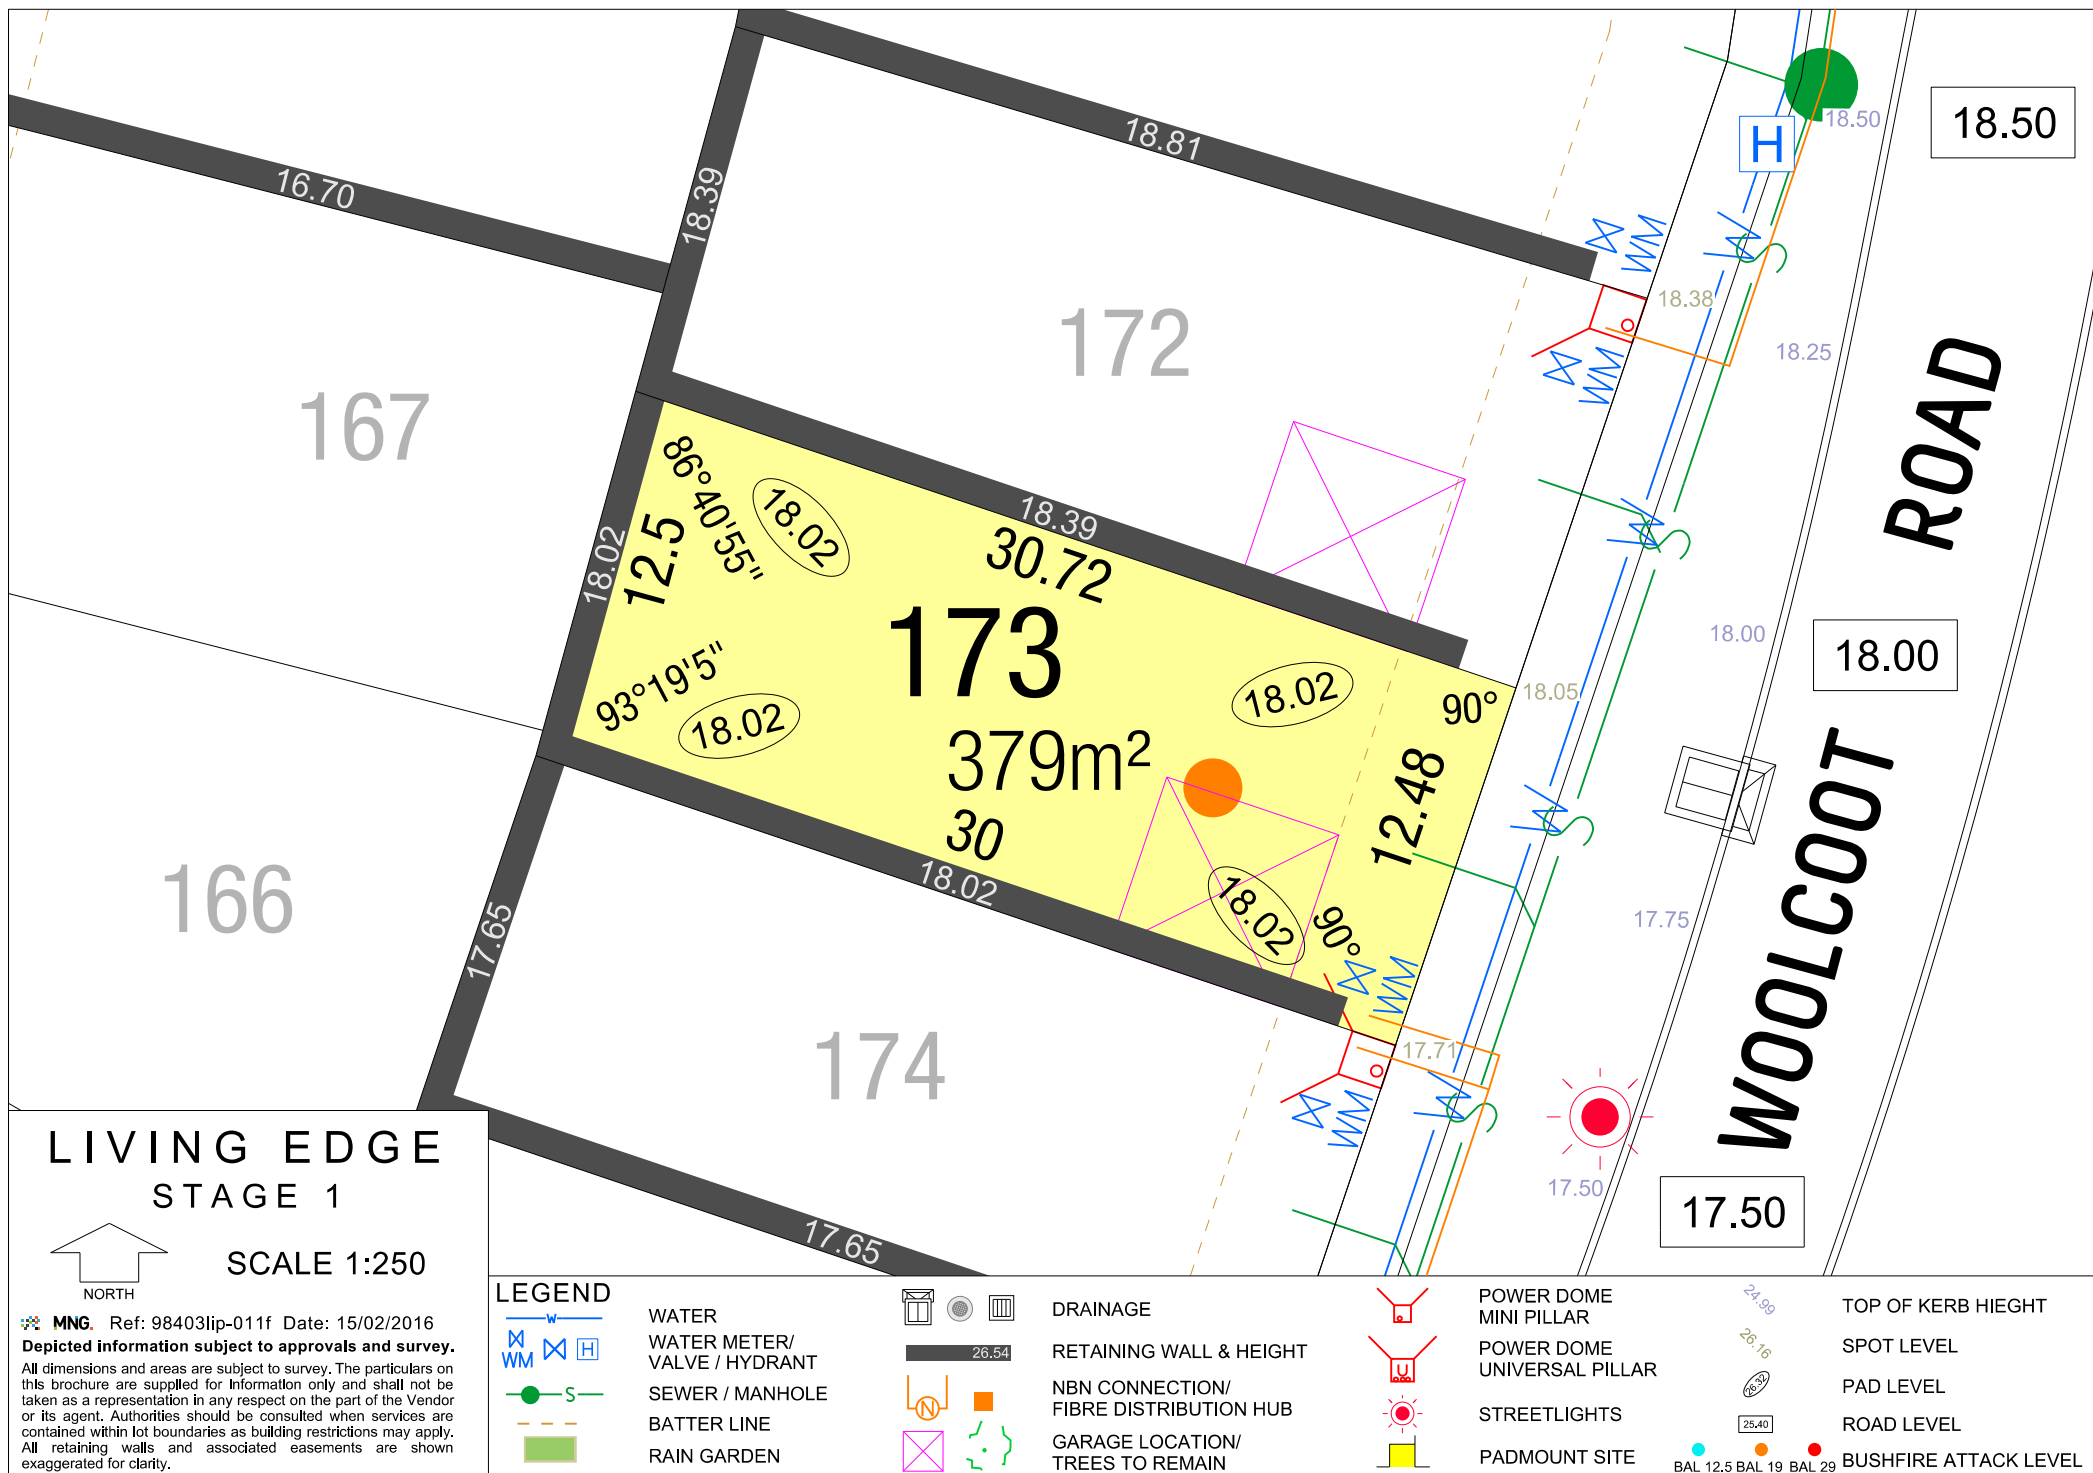 18.50
18.50
H
18.81
16.70
18.39
WM
18.38
18.25
172
ROAD
167
WM
W
S
86°40'55"
18.02
18.39
12.5
18.02
30.72
W
S
173
18.00
18.00
93°19'5"
18.02
18.02
90°
18.05
379m²
12.48
WOOLCOOT
30
W
S
166
18.02
18.02
90°
17.75
17.65
WM
174
17.71
W
S
WM
17.50
17.50
17.65
LIVING EDGE
STAGE 1
SCALE 1:250
NORTH
MNG. Ref: 98403lip-011f Date: 15/02/2016
Depicted information subject to approvals and survey.
All dimensions and areas are subject to survey. The particulars on
this brochure are supplied for information only and shall not be
taken as a representation in any respect on the part of the Vendor
or its agent. Authorities should be consulted when services are
contained within lot boundaries as building restrictions may apply.
All retaining walls and associated easements are shown
exaggerated for clarity.
LEGEND
W WATER
WM H WATER METER/
VALVE / HYDRANT
S SEWER / MANHOLE
BATTER LINE
RAIN GARDEN
DRAINAGE
26.54 RETAINING WALL & HEIGHT
N NBN CONNECTION/
FIBRE DISTRIBUTION HUB
GARAGE LOCATION/
TREES TO REMAIN
POWER DOME
MINI PILLAR
U POWER DOME
UNIVERSAL PILLAR
STREETLIGHTS
PADMOUNT SITE
24.99 TOP OF KERB HIEGHT
26.16 SPOT LEVEL
26.32 PAD LEVEL
25.40 ROAD LEVEL
BAL 12.5 BAL 19 BAL 29 BUSHFIRE ATTACK LEVEL